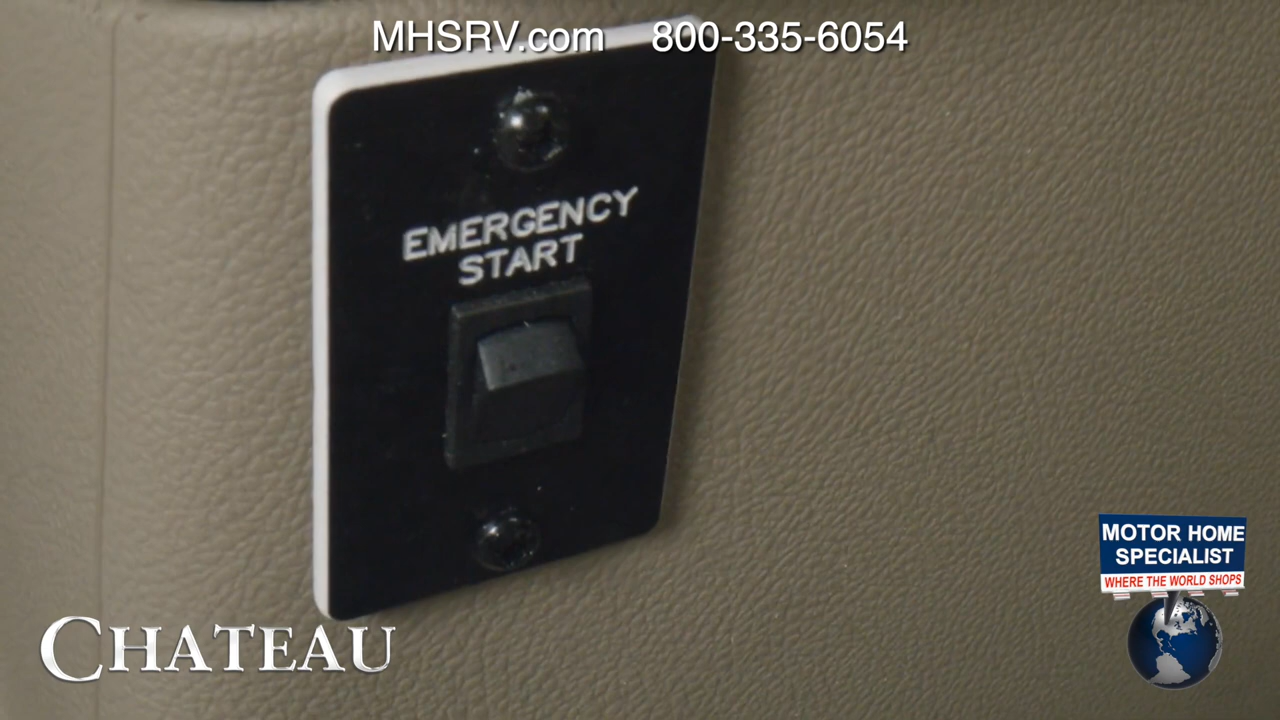 MHSRV.com 800-335-6054
EMERGENCY
START
MOTOR HOME
SPECIALIST
WHERE THE WORLD SHOPS
CHATEAU